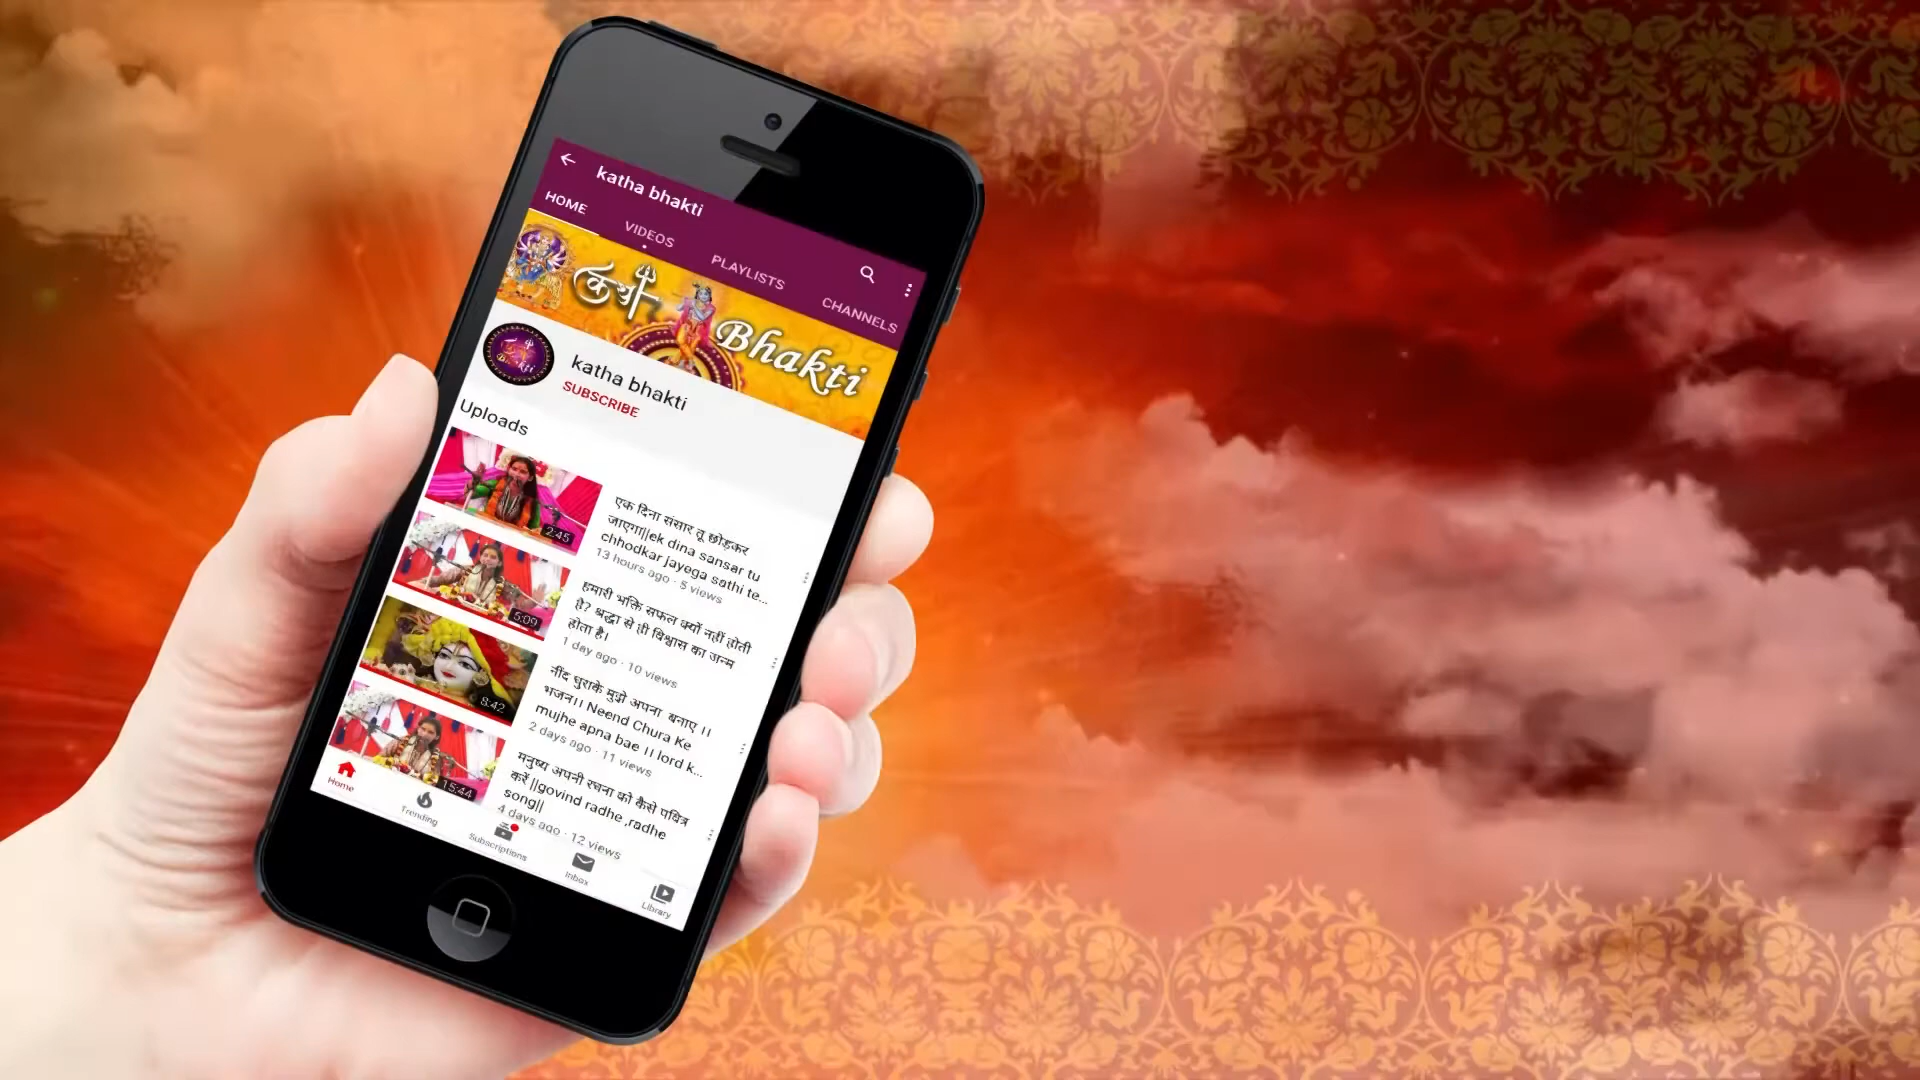 katha bhakti
HOME
VIDEOS
PLAYLISTS
CHANNELS
कथा
Bhakti
katha bhakti
SUBSCRIBE
Uploads
2:45
एक दिना संसार तू छोड़कर
जाएगा||ek dina sansar tu
chhodkar jayega sathi te...
13 hours ago · 5 views
हमारी भक्ति सफल क्यों नहीं होती
है? श्रद्धा से ही विश्वास का जन्म
होता है।
1 day ago · 10 views
नींद चुराके मुझे अपना बनाए ।।
भजन।। Neend Chura Ke
mujhe apna bae ।। lord k...
2 days ago · 11 views
8:42
मनुष्य अपनी रचना को कैसे पवित्र
करें ||govind radhe ,radhe
song||
4 days ago · 12 views
15:44
Home
Trending
Subscriptions
Inbox
Library